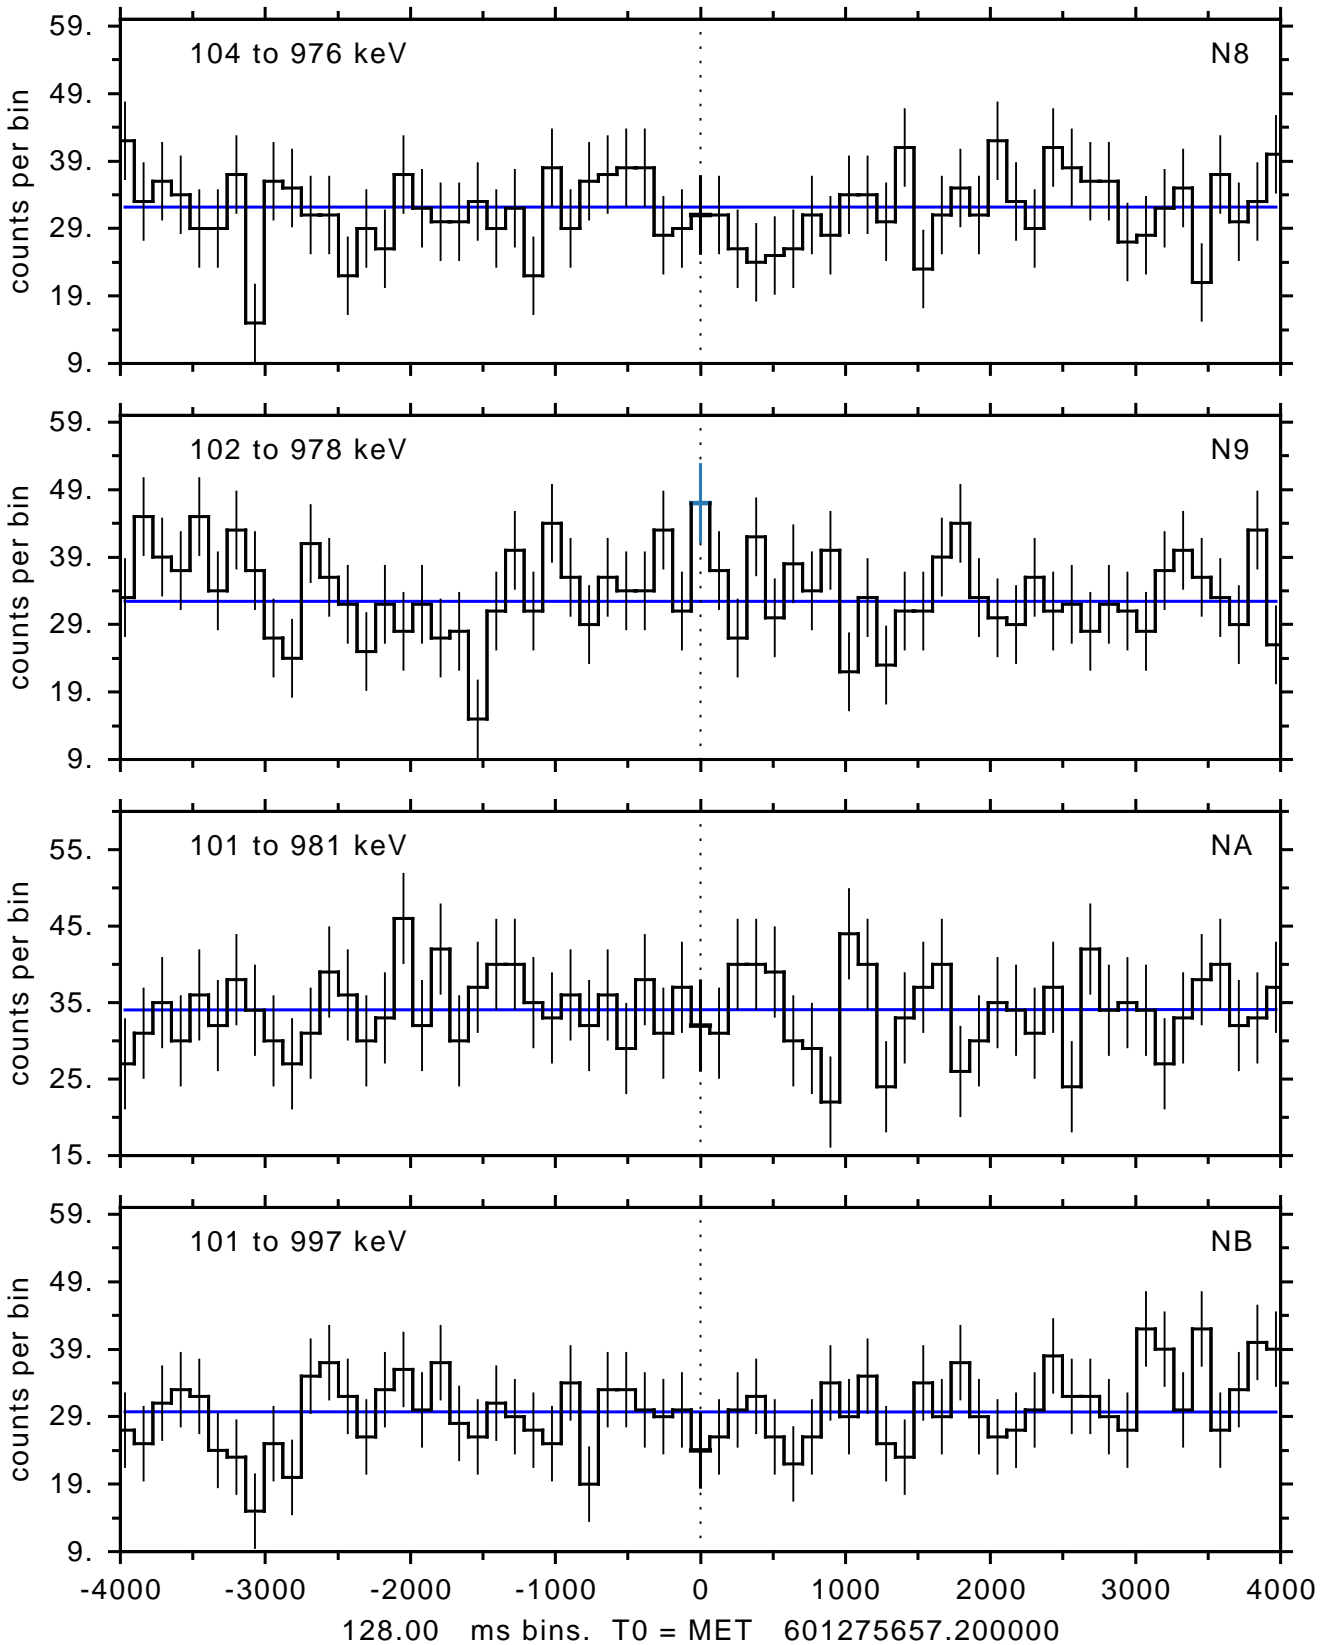 59.
104 to 976 keV N8
49.
39.
29.
19.
9.
counts per bin
59.
102 to 978 keV N9
49.
39.
29.
19.
9.
counts per bin
101 to 981 keV NA
55.
45.
35.
25.
15.
counts per bin
59.
101 to 997 keV NB
49.
39.
29.
19.
9.
counts per bin
-4000 -3000 -2000 -1000 0 1000 2000 3000 4000
128.00 ms bins. T0 = MET 601275657.200000